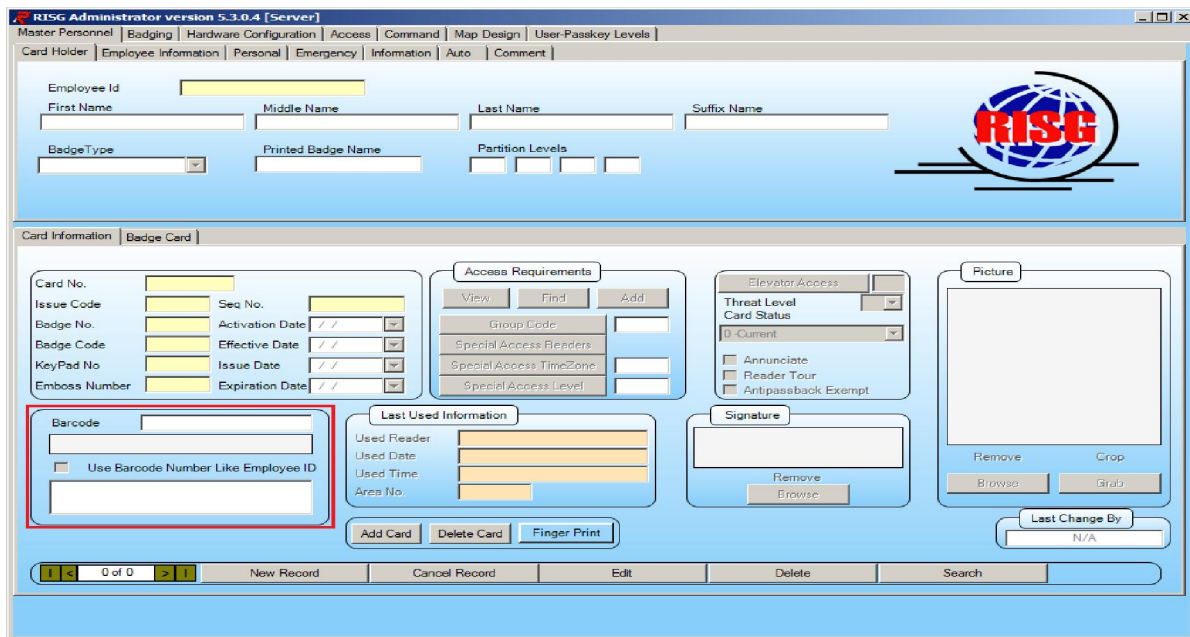 RISG Administrator version 5.3.0.4 [Server]
Master Personnel Badging Hardware Configuration Access Command Map Design User-Passkey Levels
Card Holder Employee Information Personal Emergency Information Auto Comment
Employee Id
First Name Middle Name Last Name Suffix Name
RISG
BadgeType Printed Badge Name Partition Levels
Card Information Badge Card
Access Requirements Picture
Card No. View Find Add Elevator Access
Issue Code Seq No. Threat Level
Card Status
Badge No. Activation Date / / Group Code 0 -Current
Badge Code Effective Date / / Special Access Readers
KeyPad No Issue Date / / Special Access TimeZone Annunciate
Reader Tour
Emboss Number Expiration Date / / Special Access Level Antipassback Exempt
Barcode Last Used Information Signature
Used Reader
Used Date Remove Crop
Use Barcode Number Like Employee ID Used Time Remove
Area No. Browse Browse Grab
Last Change By
Add Card Delete Card Finger Print N/A
I < 0 of 0 > I New Record Cancel Record Edit Delete Search